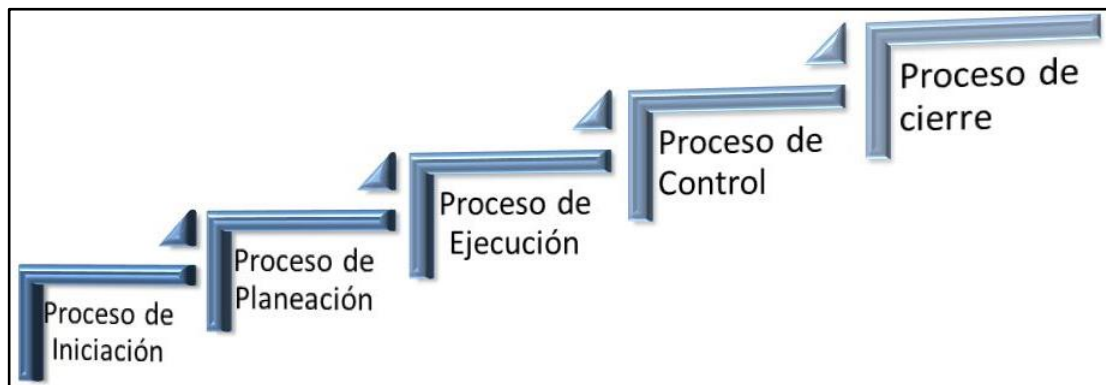 Proceso de
Iniciación
Proceso de
Planeación
Proceso de
Ejecución
Proceso de
Control
Proceso de
cierre